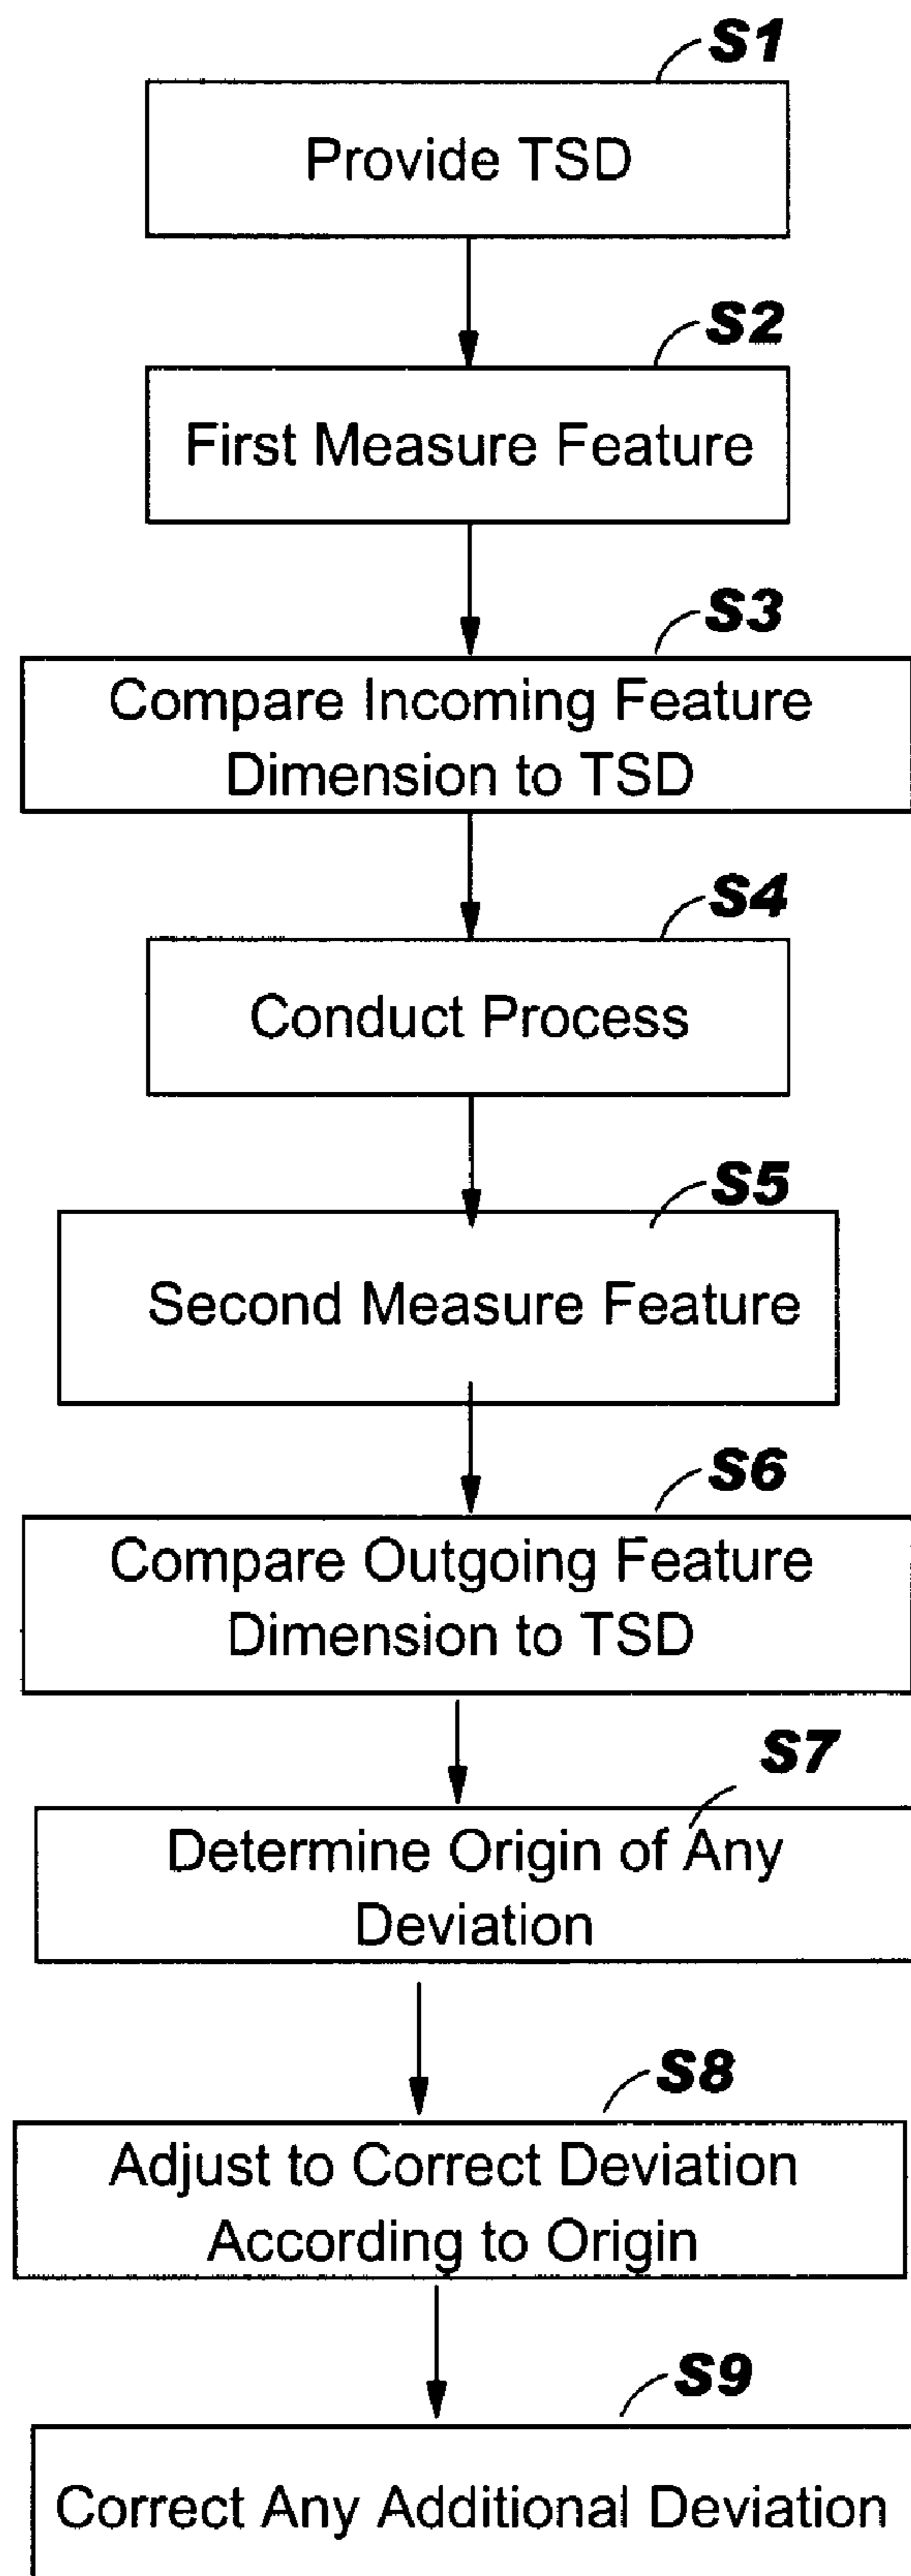 S1
Provide TSD
S2
First Measure Feature
S3
Compare Incoming Feature
Dimension to TSD
S4
Conduct Process
S5
Second Measure Feature
S6
Compare Outgoing Feature
Dimension to TSD
S7
Determine Origin of Any
Deviation
S8
Adjust to Correct Deviation
According to Origin
S9
Correct Any Additional Deviation